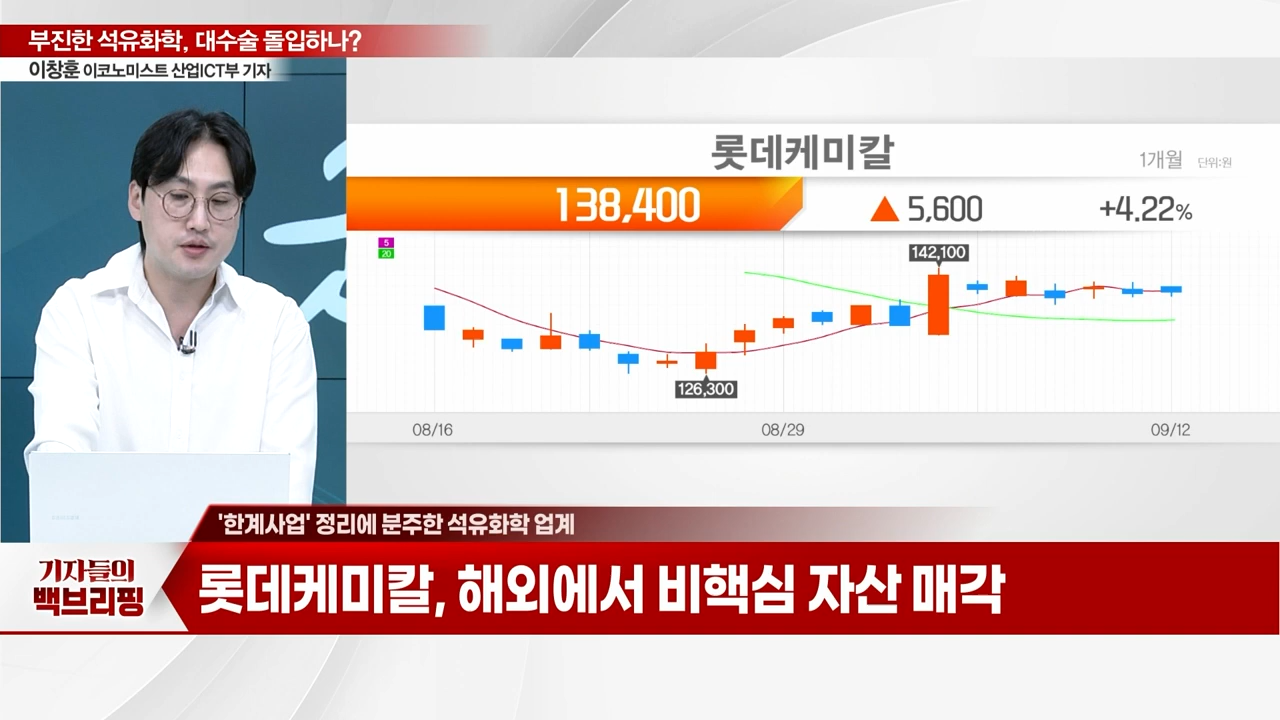 부진한 석유화학, 대수술 돌입하나?
이창훈 이코노미스트 산업ICT부 기자
롯데케미칼
1개월 단위:원
138,400 ▲ 5,600 +4.22%
5
20
142,100
126,300
08/16 08/29 09/12
'한계사업' 정리에 분주한 석유화학 업계
기자들의
백브리핑
롯데케미칼, 해외에서 비핵심 자산 매각